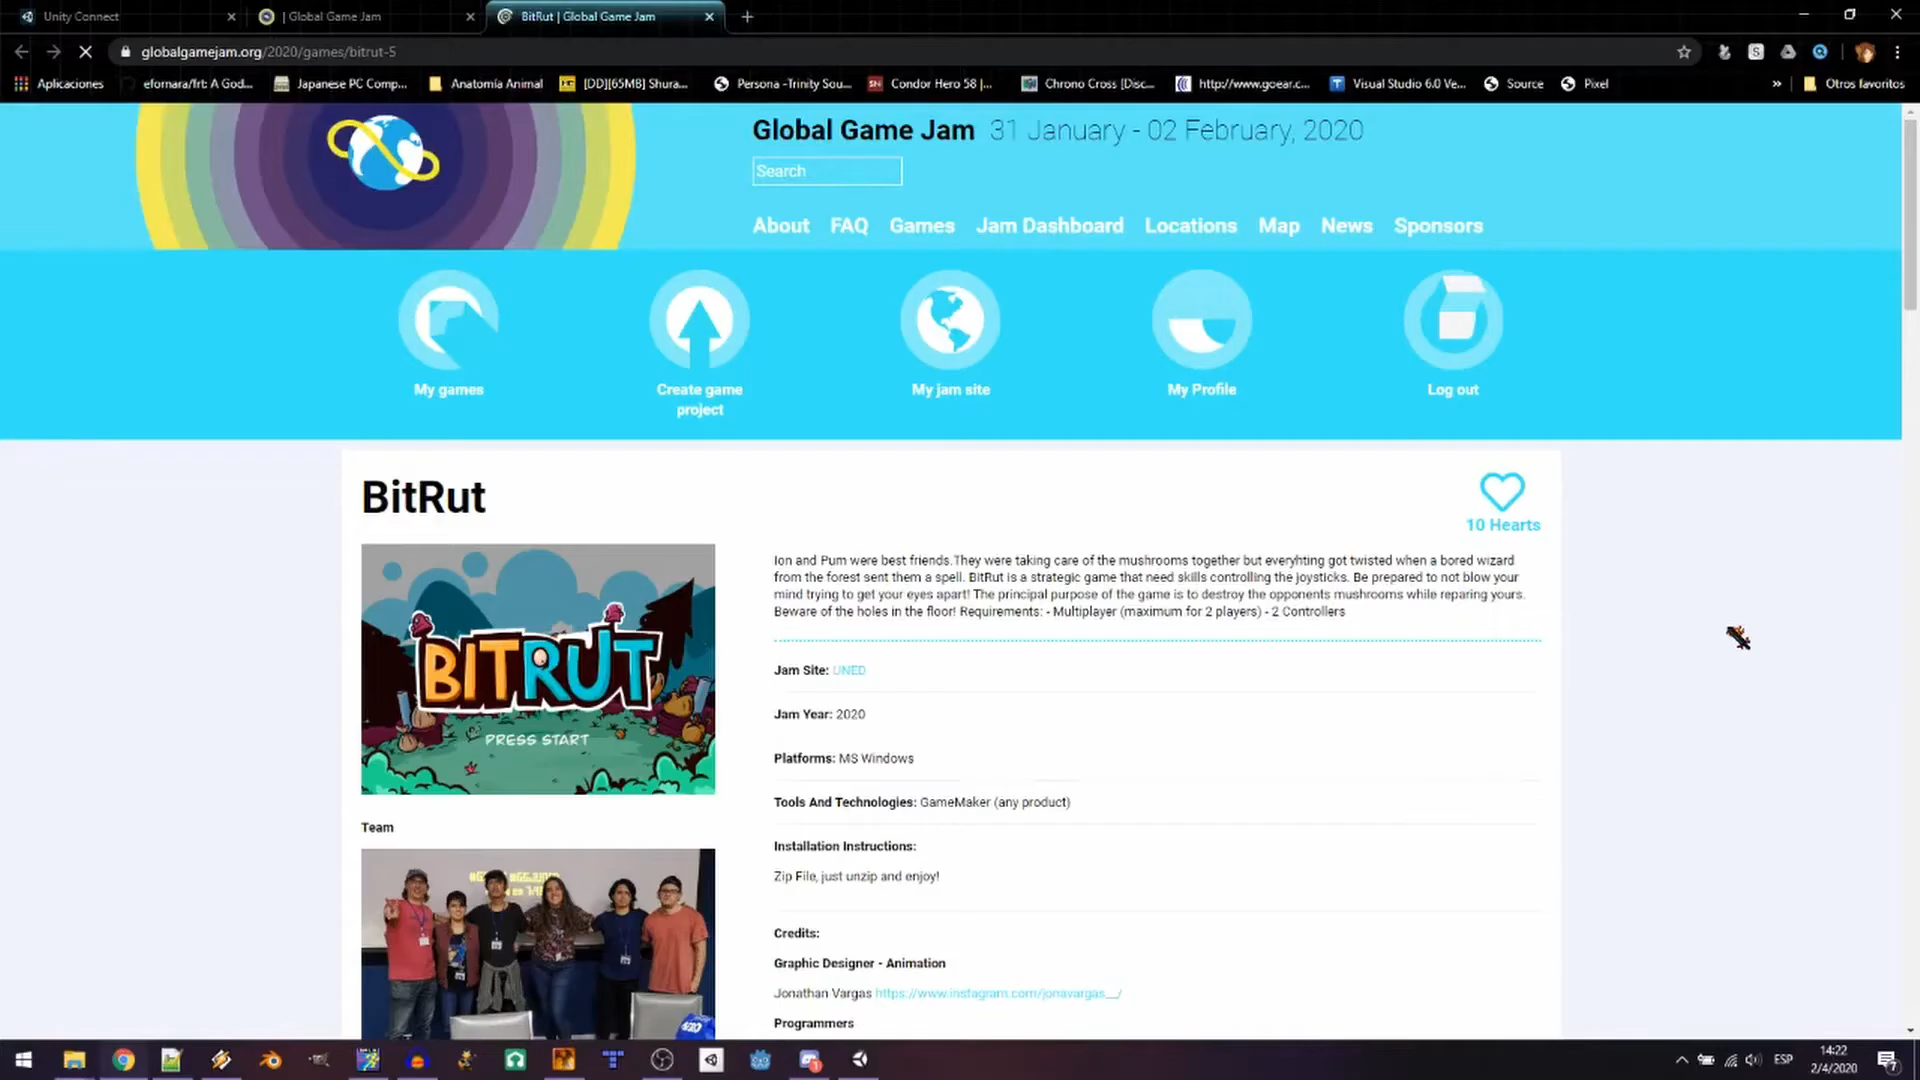 Unity Connect
| Global Game Jam
BitRut | Global Game Jam
globalgamejam.org/2020/games/bitrut-5
Aplicaciones
efornara/frt: A God...
Japanese PC Comp...
Anatomía Animal
[DD][65MB] Shura...
Persona -Trinity Sou...
Condor Hero 58 |...
Chrono Cross [Disc...
http://www.goear.c...
Visual Studio 6.0 Ve...
Source
Pixel
»
Otros favoritos
Global Game Jam 31 January - 02 February, 2020
Search
About FAQ Games Jam Dashboard Locations Map News Sponsors
My games
Create game
project
My jam site
My Profile
Log out
BitRut
10 Hearts
Ion and Pum were best friends.They were taking care of the mushrooms together but everyhting got twisted when a bored wizard
from the forest sent them a spell. BitRut is a strategic game that need skills controlling the joysticks. Be prepared to not blow your
mind trying to get your eyes apart! The principal purpose of the game is to destroy the opponents mushrooms while reparing yours.
Beware of the holes in the floor! Requirements: - Multiplayer (maximum for 2 players) - 2 Controllers
BITRUT
PRESS START
Jam Site: UNED
Jam Year: 2020
Platforms: MS Windows
Tools And Technologies: GameMaker (any product)
Team
Installation Instructions:
Zip File, just unzip and enjoy!
Credits:
Graphic Designer - Animation
Jonathan Vargas https://www.instagram.com/jonavargas__/
Programmers
ESP
14:22
2/4/2020